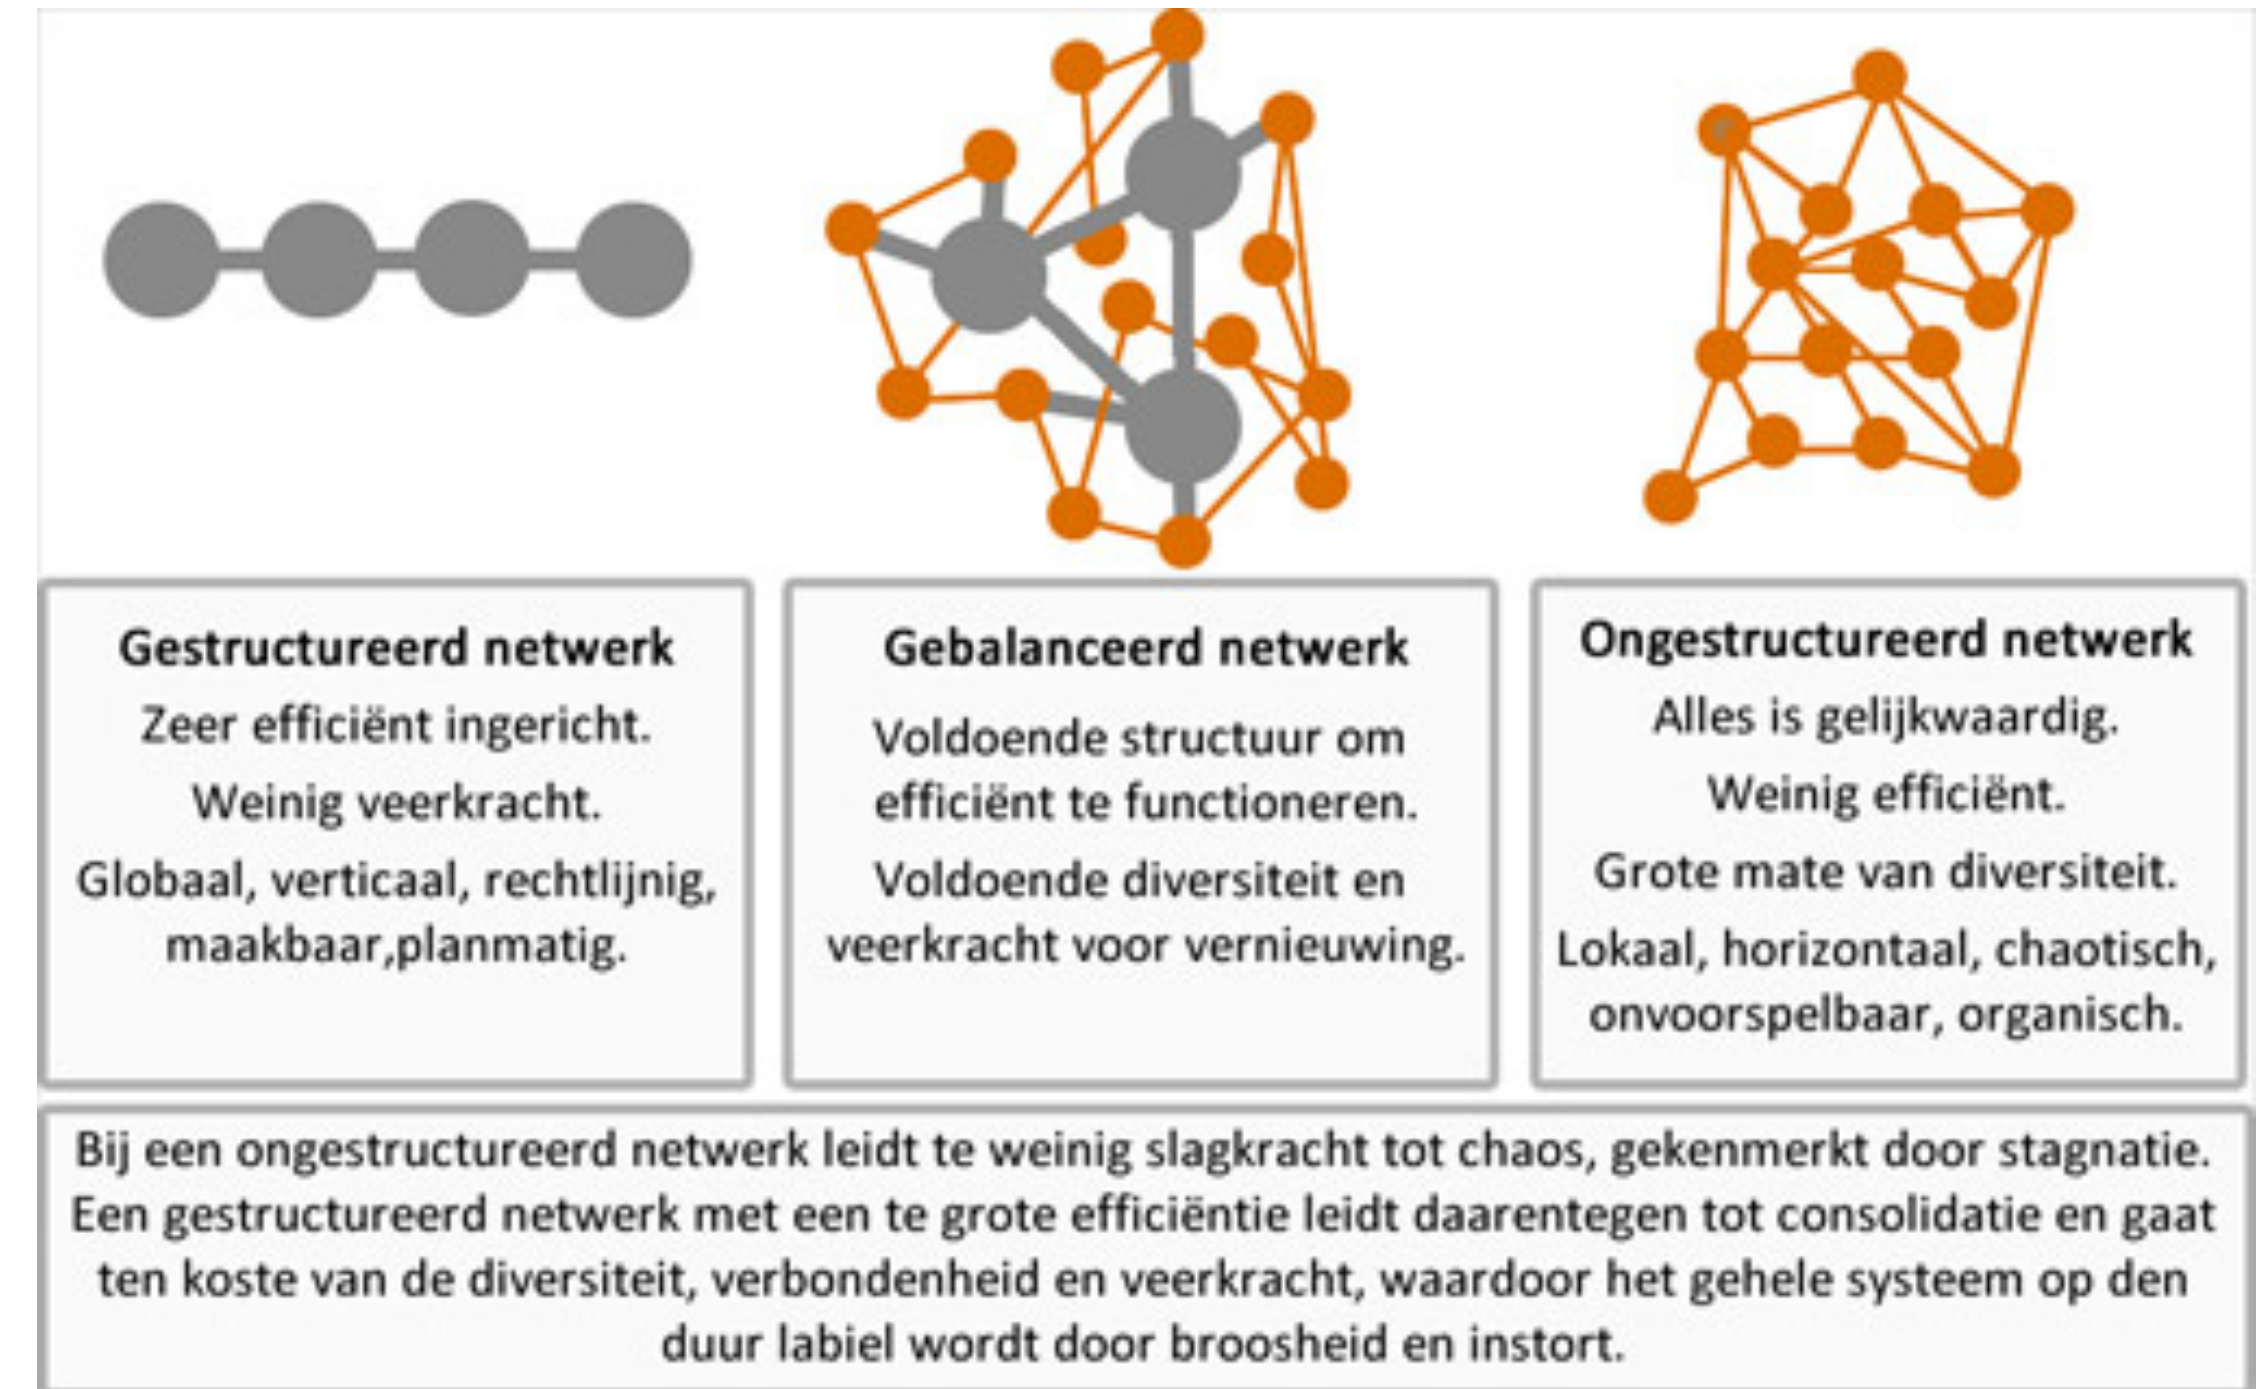 Gestructureerd netwerk
Zeer efficiënt ingericht.
Weinig veerkracht.
Globaal, verticaal, rechtlijnig,
maakbaar,planmatig.
Gebalanceerd netwerk
Voldoende structuur om
efficiënt te functioneren.
Voldoende diversiteit en
veerkracht voor vernieuwing.
Ongestructureerd netwerk
Alles is gelijkwaardig.
Weinig efficiënt.
Grote mate van diversiteit.
Lokaal, horizontaal, chaotisch,
onvoorspelbaar, organisch.
Bij een ongestructureerd netwerk leidt te weinig slagkracht tot chaos, gekenmerkt door stagnatie.
Een gestructureerd netwerk met een te grote efficiëntie leidt daarentegen tot consolidatie en gaat
ten koste van de diversiteit, verbondenheid en veerkracht, waardoor het gehele systeem op den
duur labiel wordt door broosheid en instort.